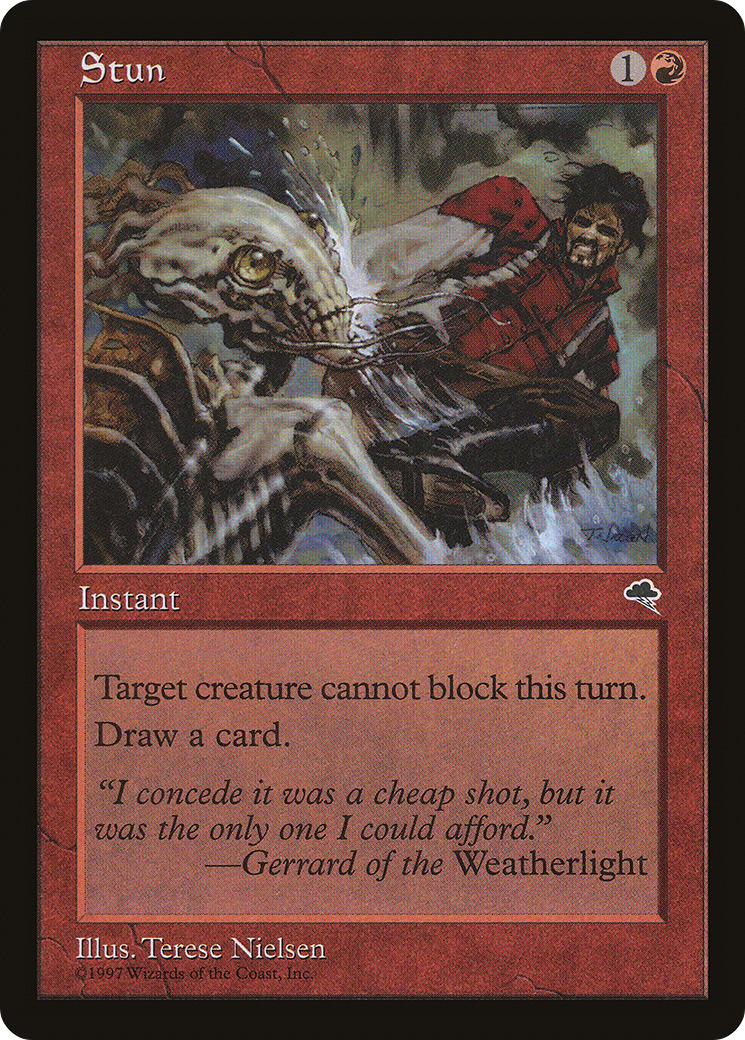 Stun
1
Instant
Target creature cannot block this turn.
Draw a card.
“I concede it was a cheap shot, but it
was the only one I could afford.”
—Gerrard of the Weatherlight
Illus. Terese Nielsen
©1997 Wizards of the Coast, Inc.